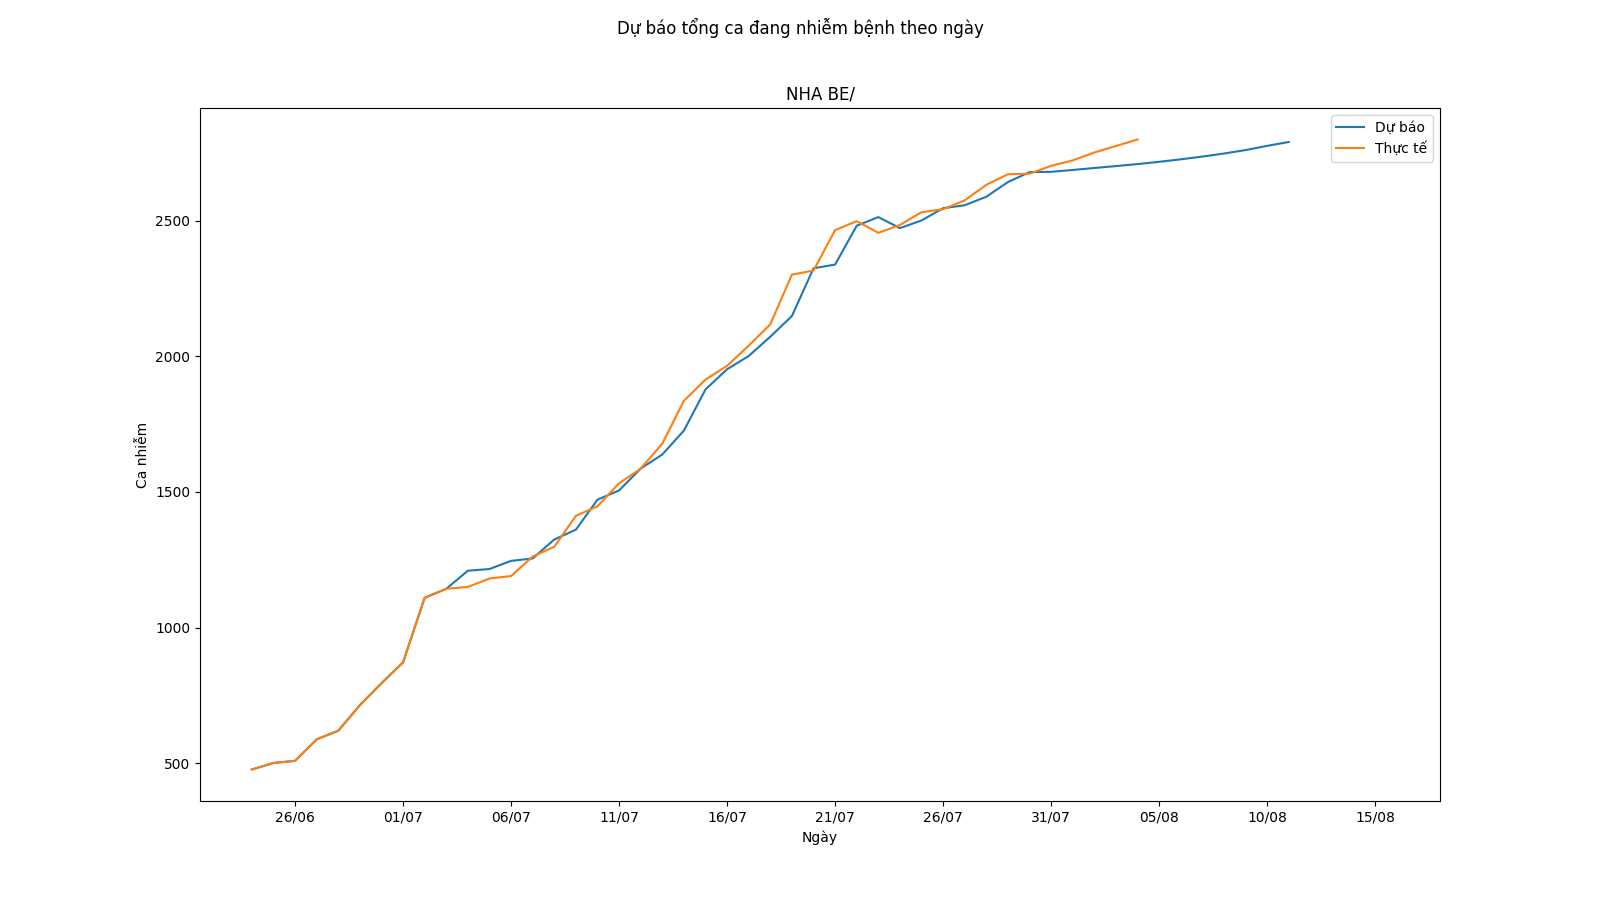 Dự báo tổng ca đang nhiễm bệnh theo ngày
NHA BE/
Dự báo
Thực tế
2500
2000
1500
1000
500
Ca nhiễm
26/06 01/07 06/07 11/07 16/07 21/07 26/07 31/07 05/08 10/08 15/08
Ngày